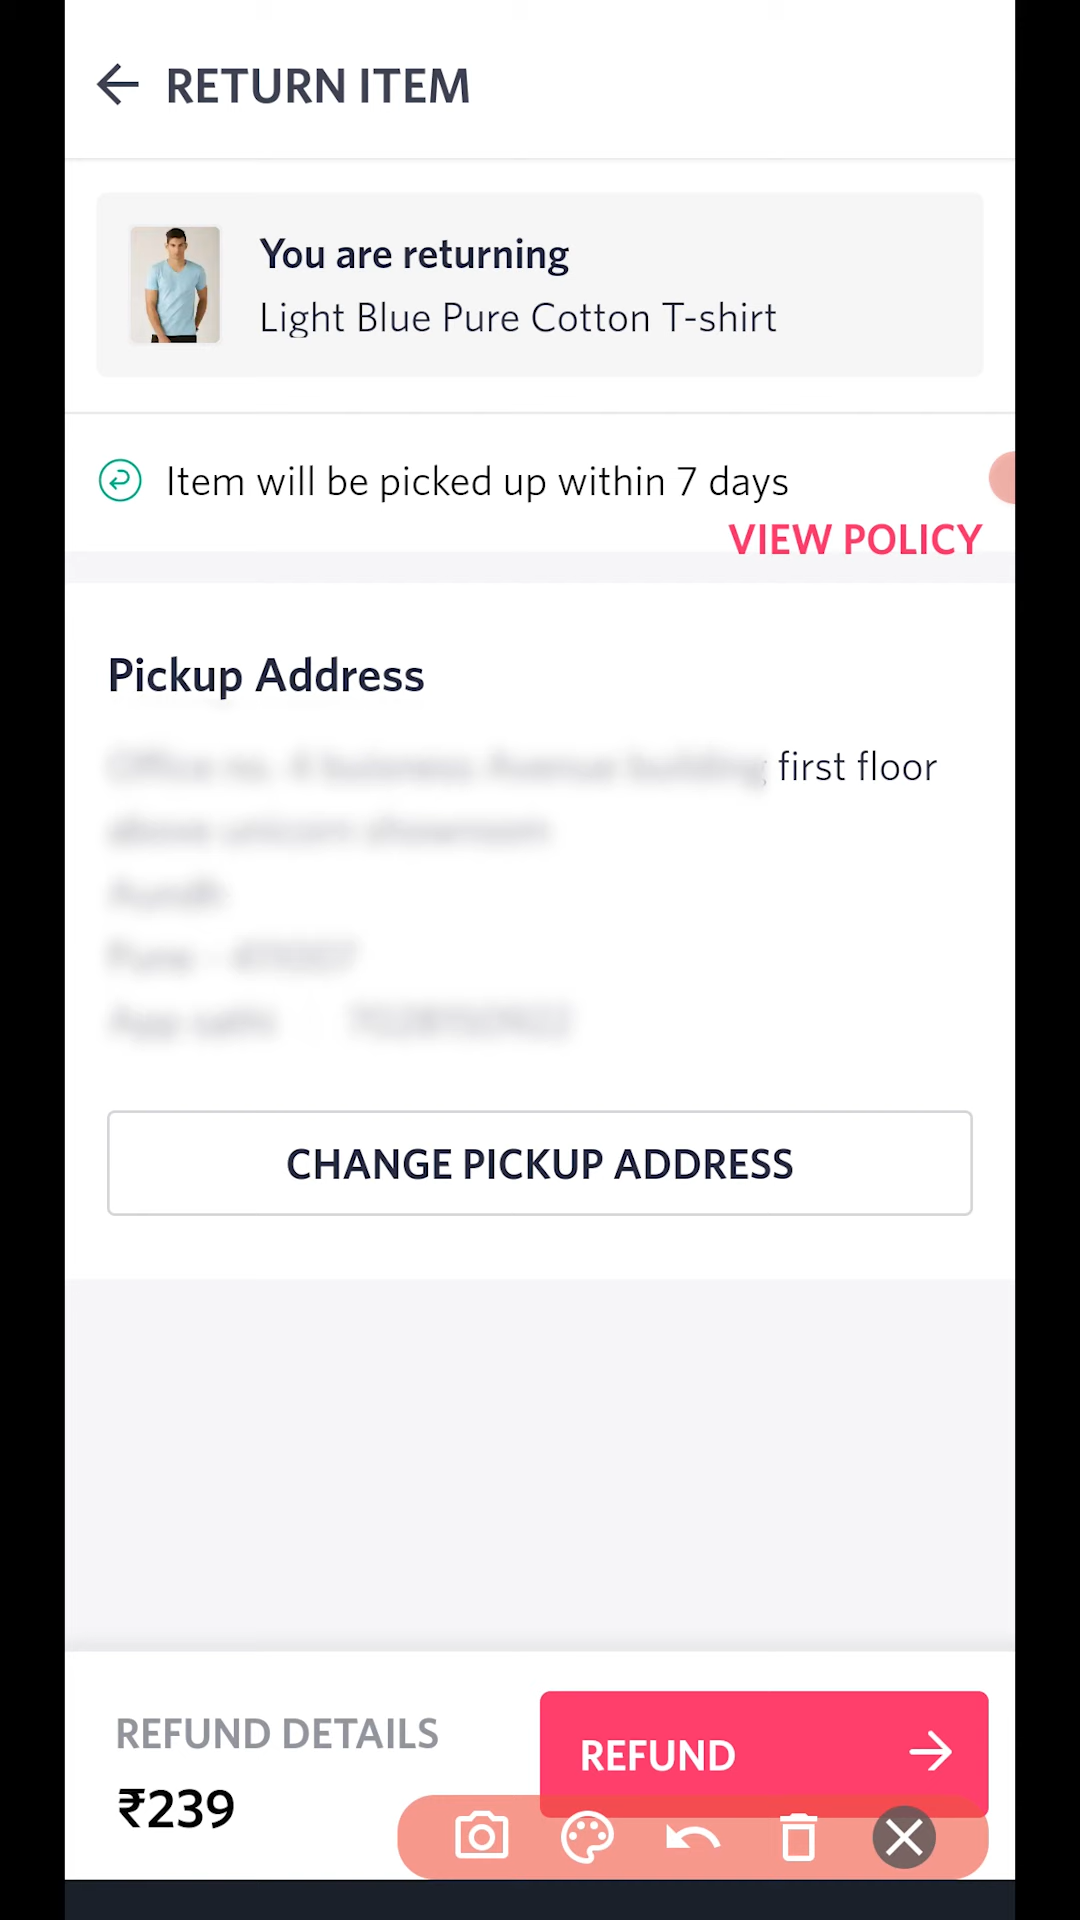 RETURN ITEM
You are returning
Light Blue Pure Cotton T-shirt
Item will be picked up within 7 days
VIEW POLICY
Pickup Address
first floor
CHANGE PICKUP ADDRESS
REFUND DETAILS
₹239
REFUND